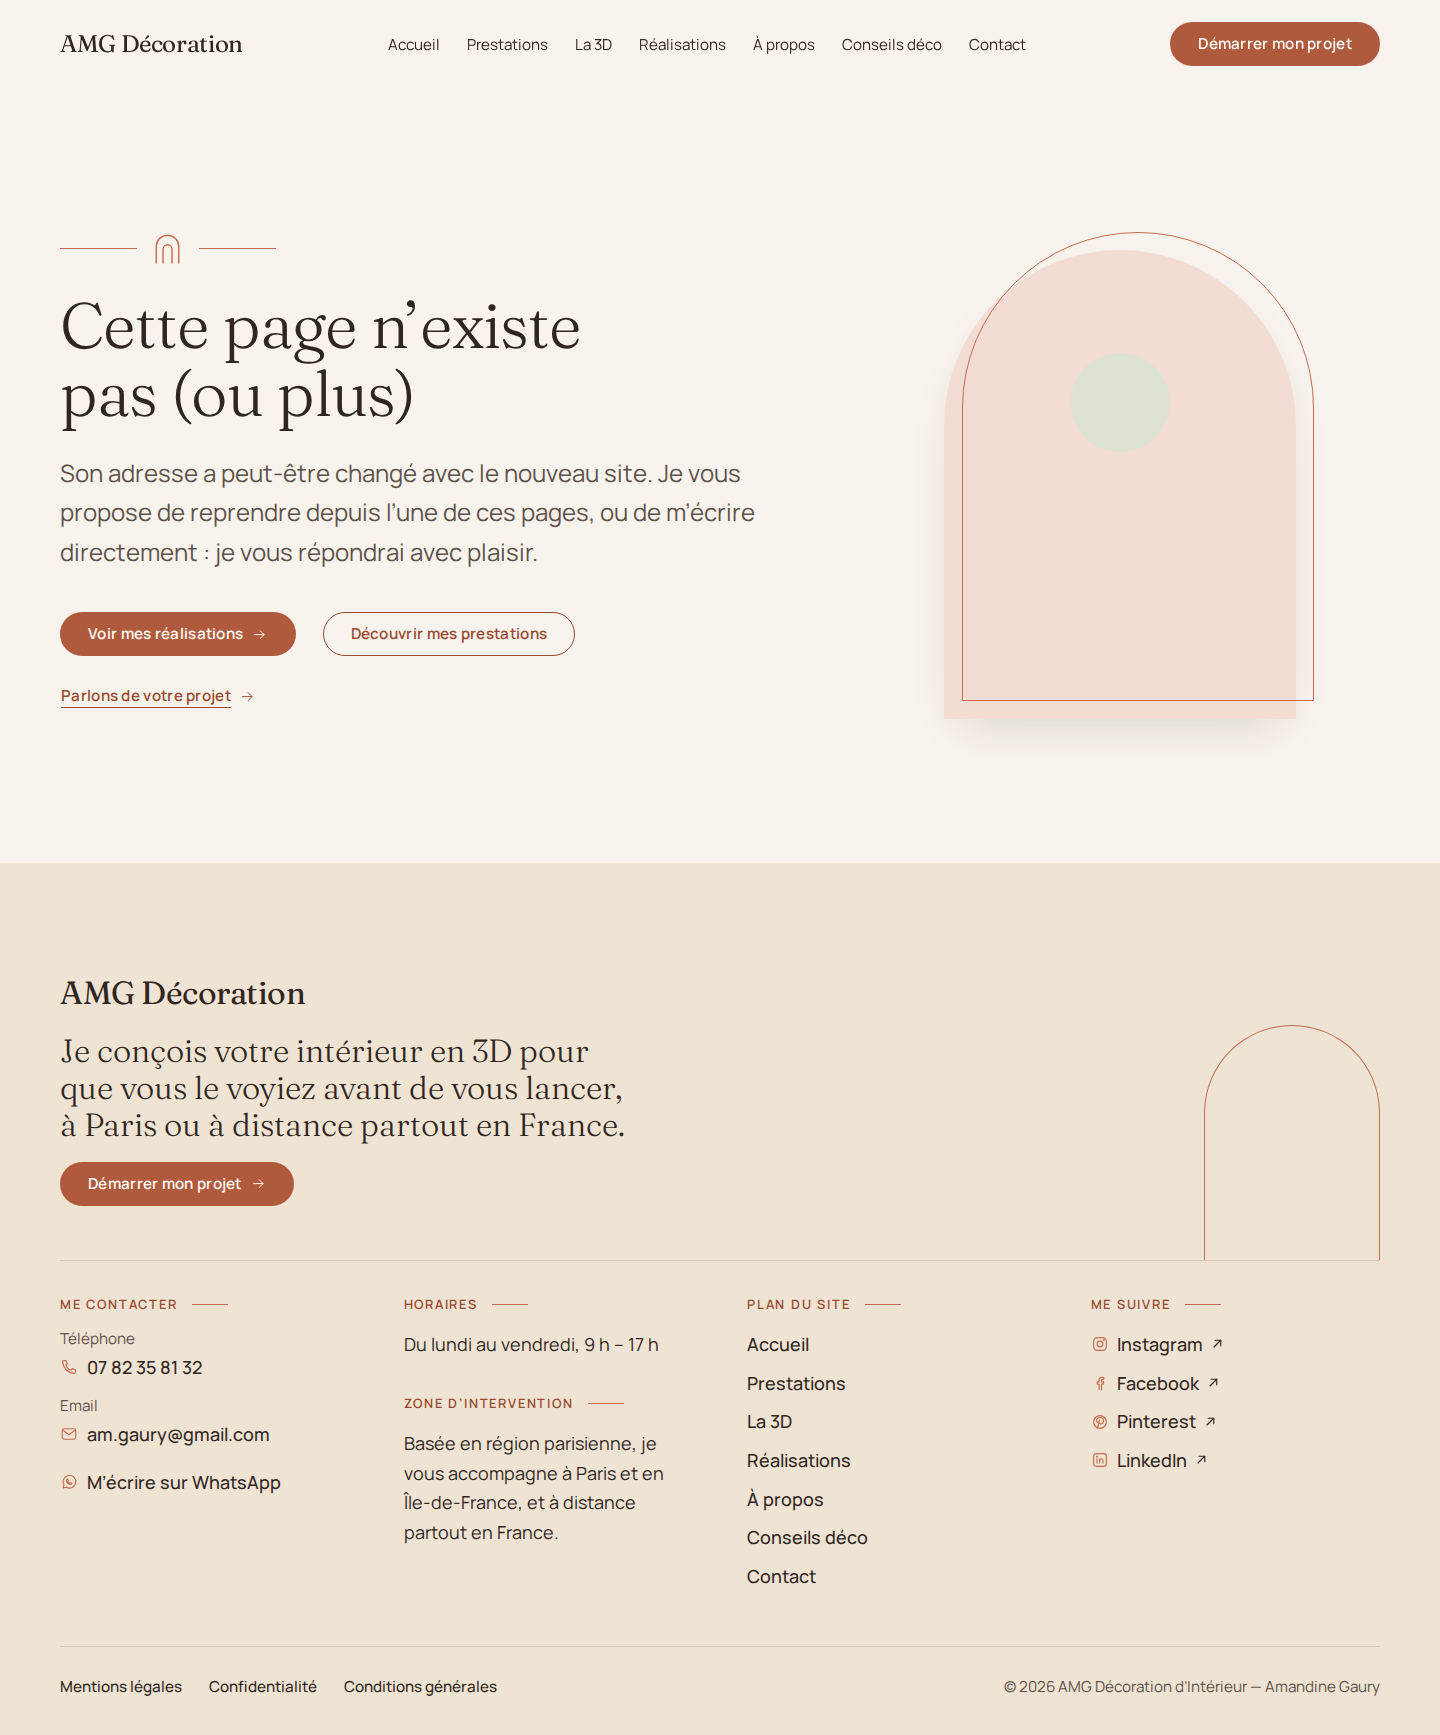 AMG Décoration
Accueil
Prestations
La 3D
Réalisations
À propos
Conseils déco
Contact
Démarrer mon projet
Cette page n’existe
pas (ou plus)
Son adresse a peut-être changé avec le nouveau site. Je vous
propose de reprendre depuis l’une de ces pages, ou de m’écrire
directement : je vous répondrai avec plaisir.
Voir mes réalisations →
Découvrir mes prestations
Parlons de votre projet →
AMG Décoration
Je conçois votre intérieur en 3D pour
que vous le voyiez avant de vous lancer,
à Paris ou à distance partout en France.
Démarrer mon projet →
ME CONTACTER
Téléphone
07 82 35 81 32
Email
am.gaury@gmail.com
M’écrire sur WhatsApp
HORAIRES
Du lundi au vendredi, 9 h – 17 h
ZONE D’INTERVENTION
Basée en région parisienne, je
vous accompagne à Paris et en
Île-de-France, et à distance
partout en France.
PLAN DU SITE
Accueil
Prestations
La 3D
Réalisations
À propos
Conseils déco
Contact
ME SUIVRE
Instagram ↗
Facebook ↗
Pinterest ↗
LinkedIn ↗
Mentions légales
Confidentialité
Conditions générales
© 2026 AMG Décoration d’Intérieur — Amandine Gaury